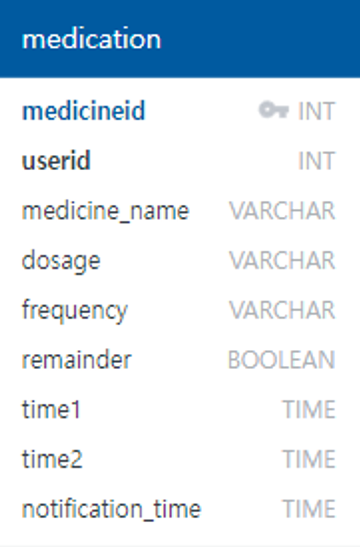 medication
medicineid INT
userid INT
medicine_name VARCHAR
dosage VARCHAR
frequency VARCHAR
remainder BOOLEAN
time1 TIME
time2 TIME
notification_time TIME